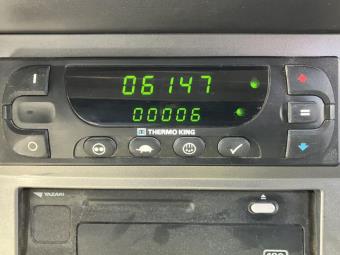 06147
00006
THERMO KING
YAZAKI